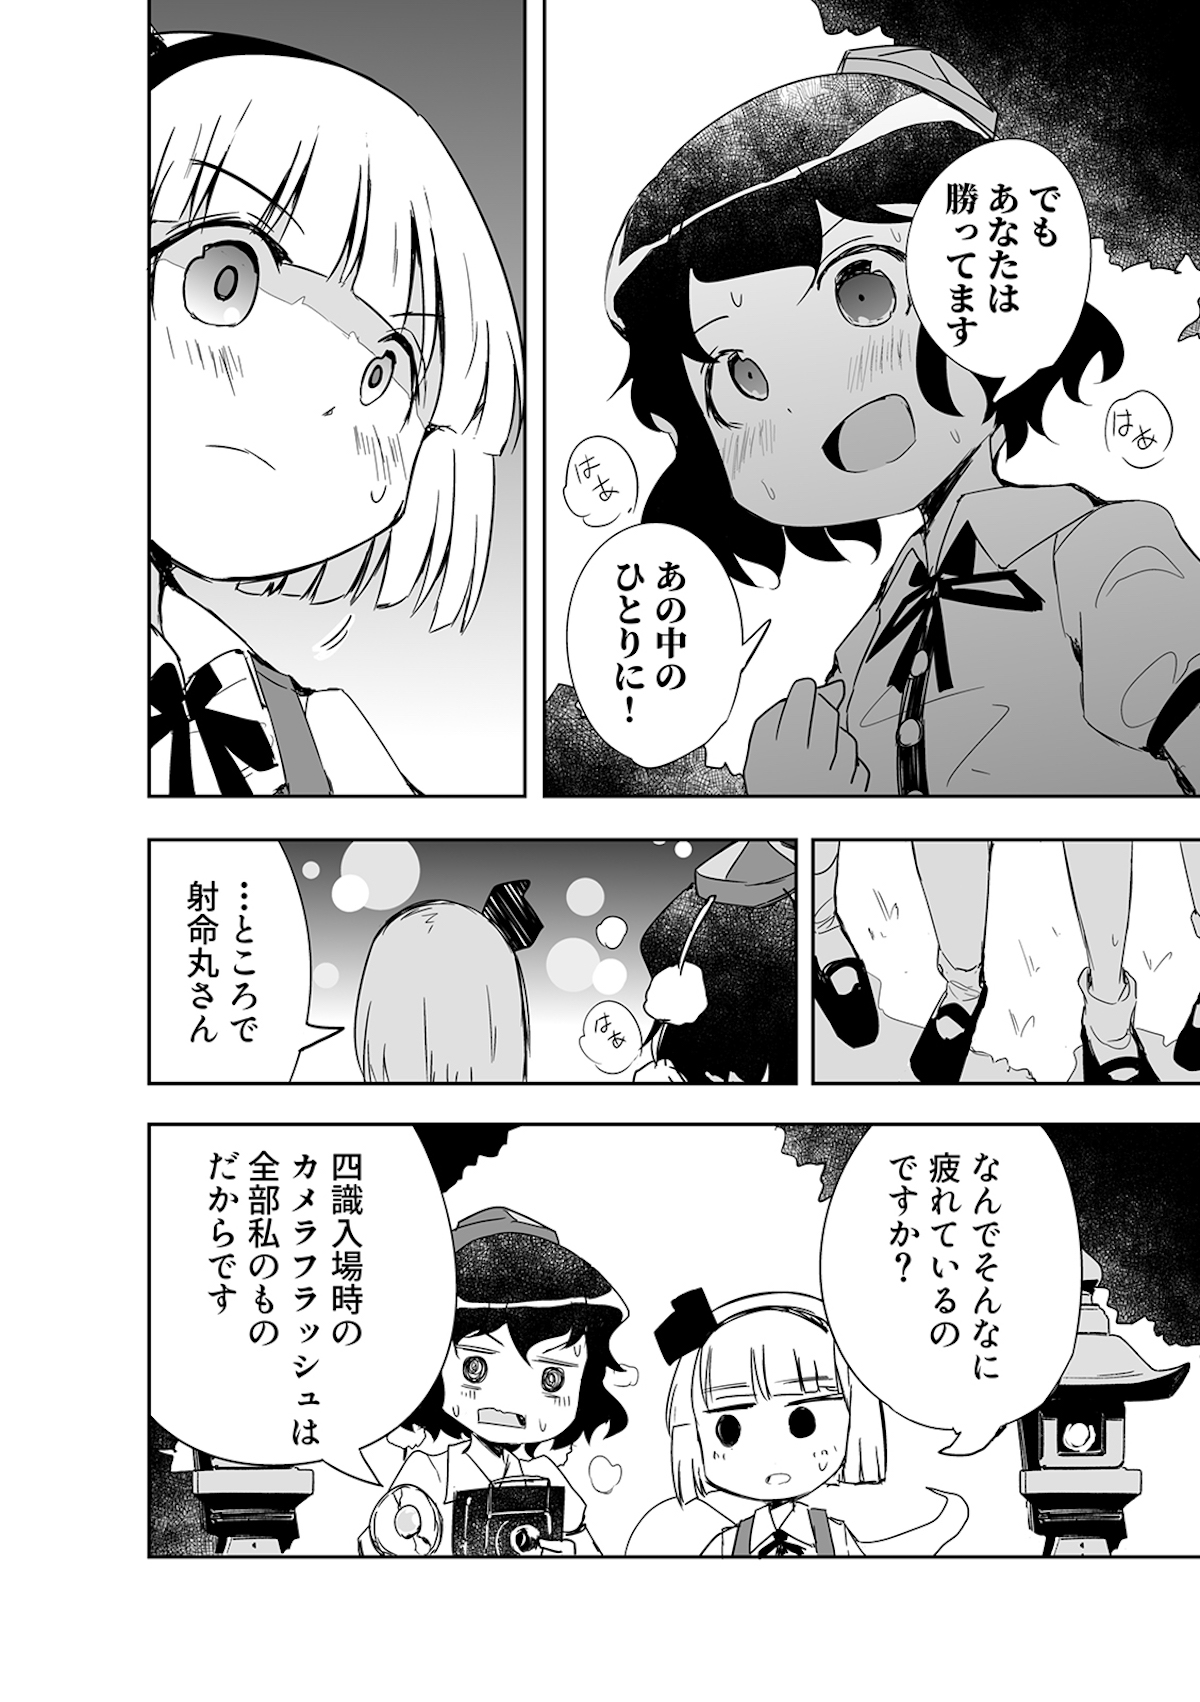 でも
あなたは
勝ってます
はぁ
はぁ
あの中の
ひとりに！
はぁ
…ところで
射命丸さん
なんでそんなに
疲れているの
ですか？
四識入場時の
カメラフラッシュは
全部私のもの
だからです